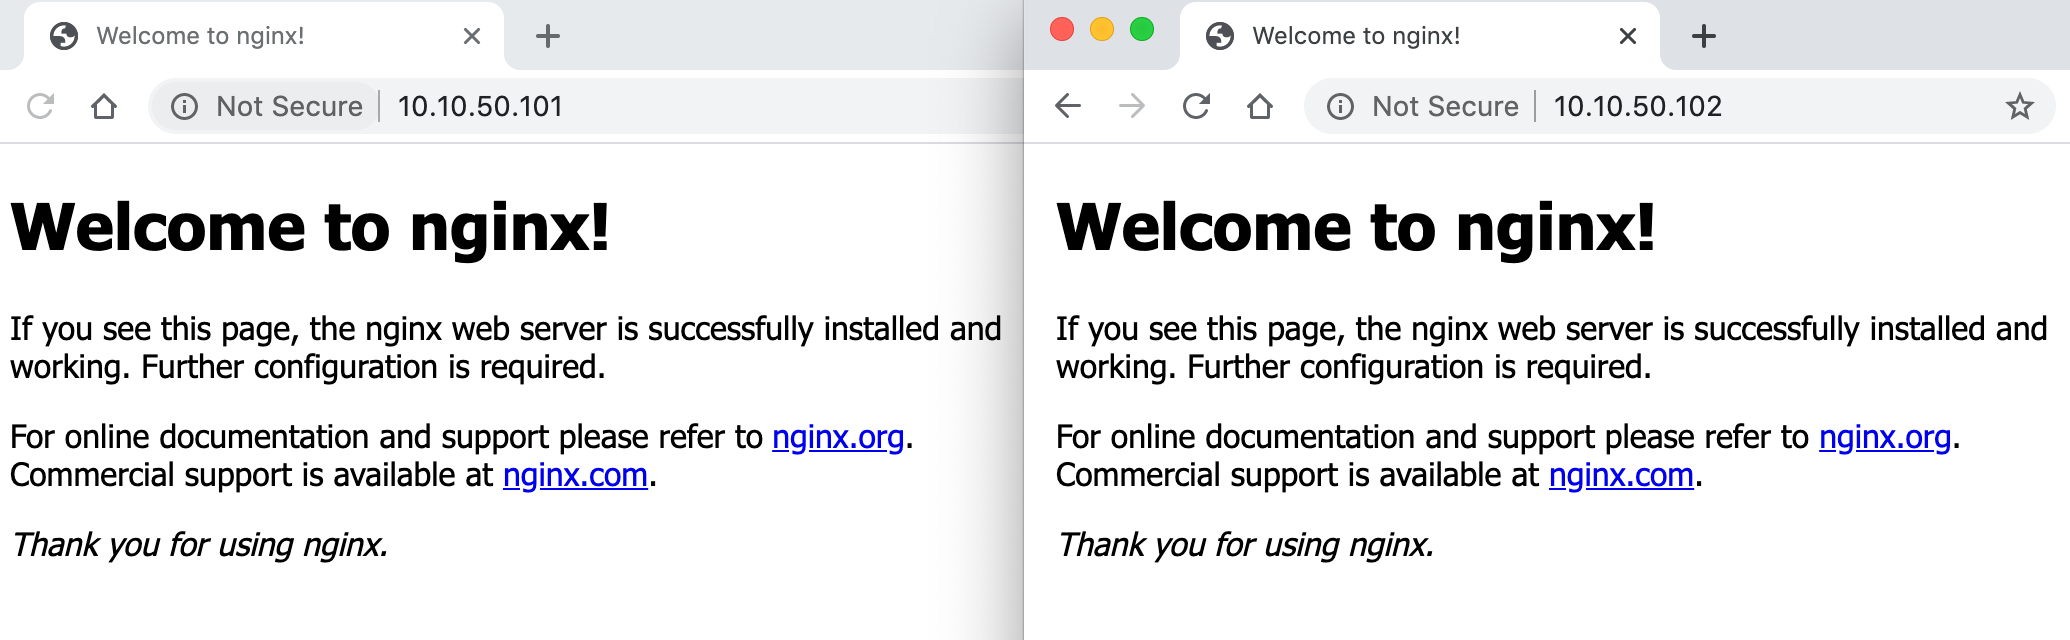 Welcome to nginx!
Not Secure 10.10.50.101
Welcome to nginx!
If you see this page, the nginx web server is successfully installed and
working. Further configuration is required.
For online documentation and support please refer to nginx.org.
Commercial support is available at nginx.com.
Thank you for using nginx.
Welcome to nginx!
Not Secure 10.10.50.102
Welcome to nginx!
If you see this page, the nginx web server is successfully installed and
working. Further configuration is required.
For online documentation and support please refer to nginx.org.
Commercial support is available at nginx.com.
Thank you for using nginx.